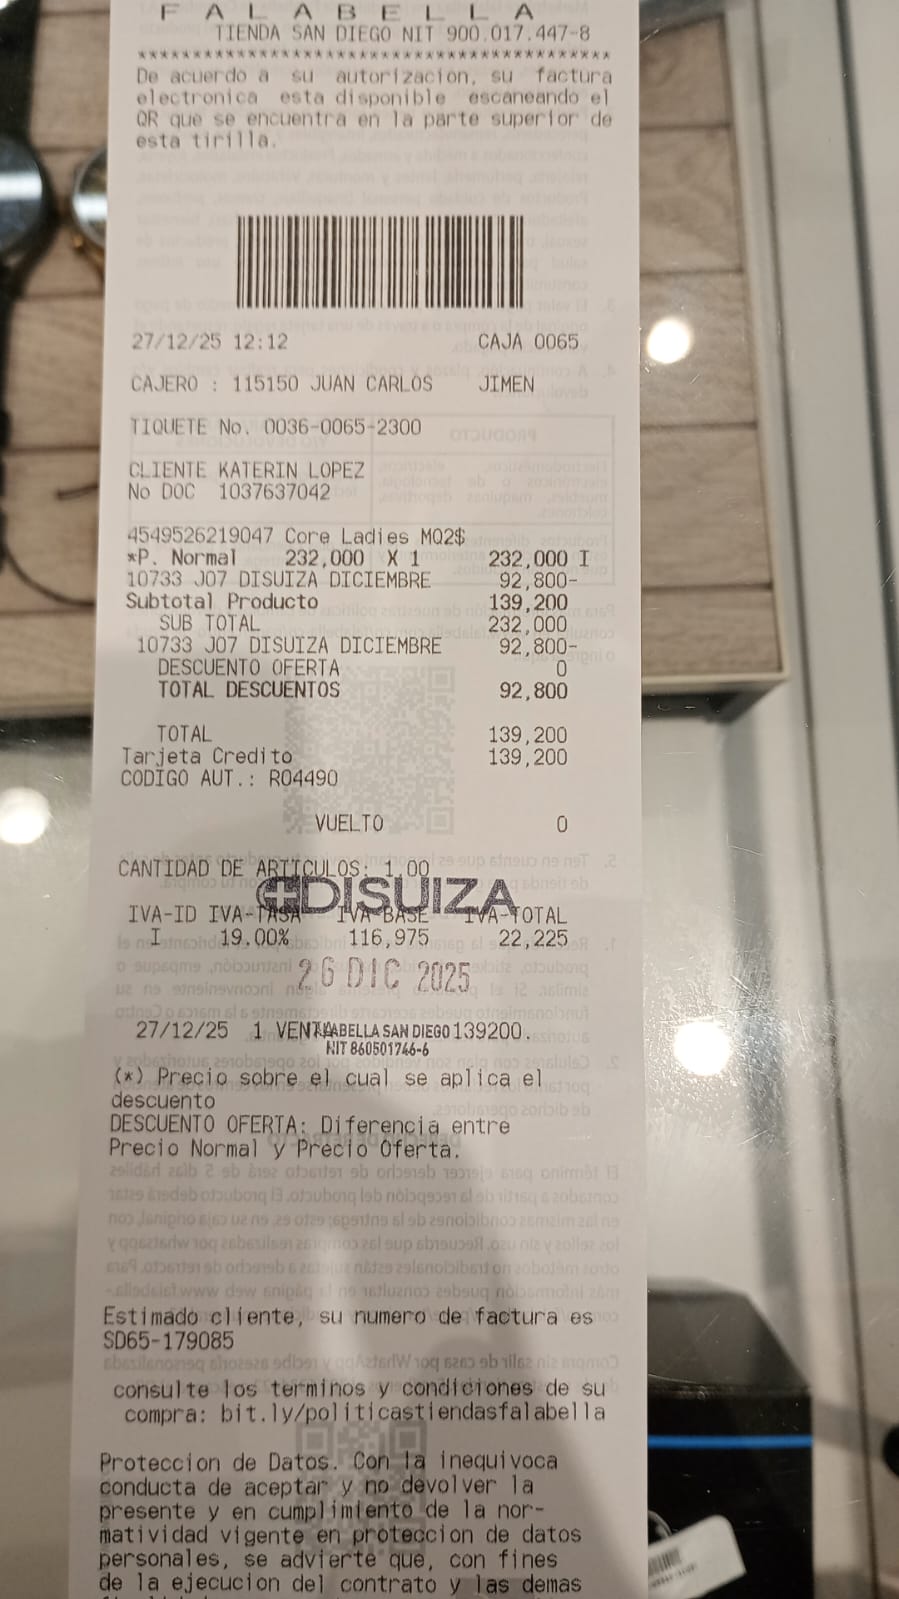 F A L A B E L L A
TIENDA SAN DIEGO NIT 900.017.447-8
******************************************
De acuerdo a su autorizacion, su factura
electronica esta disponible escaneando el
QR que se encuentra en la parte superior de
esta tirilla.
27/12/25 12:12 CAJA 0065
CAJERO : 115150 JUAN CARLOS JIMEN
TIQUETE No. 0036-0065-2300
CLIENTE KATERIN LOPEZ
No DOC 1037637042
4549526219047 Core Ladies MQ2$
*P. Normal 232,000 X 1 232,000 I
10733 J07 DISUIZA DICIEMBRE 92,800-
Subtotal Producto 139,200
SUB TOTAL 232,000
10733 J07 DISUIZA DICIEMBRE 92,800-
DESCUENTO OFERTA 0
TOTAL DESCUENTOS 92,800
TOTAL 139,200
Tarjeta Credito 139,200
CODIGO AUT.: R04490
VUELTO 0
CANTIDAD DE ARTICULOS: 1.00
DISUIZA
IVA-ID IVA-TASA IVA-BASE IVA-TOTAL
I 19.00% 116,975 22,225
26 DIC 2025
27/12/25 1 VENT 139200.
FALABELLA SAN DIEGO
NIT 860501746-6
(*) Precio sobre el cual se aplica el
descuento
DESCUENTO OFERTA: Diferencia entre
Precio Normal y Precio Oferta.
Estimado cliente, su numero de factura es
SD65-179085
consulte los terminos y condiciones de su
compra: bit.ly/politicastiendasfalabella
Proteccion de Datos. Con la inequivoca
conducta de aceptar y no devolver la
presente y en cumplimiento de la nor-
matividad vigente en proteccion de datos
personales, se advierte que, con fines
de la ejecucion del contrato y las demas